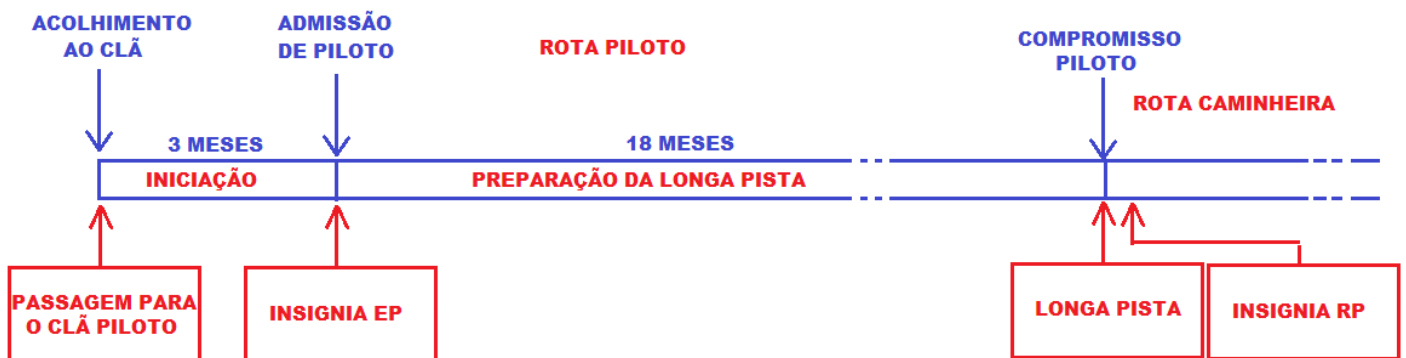 ACOLHIMENTO
AO CLÃ
ADMISSÃO
DE PILOTO
ROTA PILOTO
COMPROMISSO
PILOTO
ROTA CAMINHEIRA
3 MESES
18 MESES
INICIAÇÃO
PREPARAÇÃO DA LONGA PISTA
PASSAGEM PARA
O CLÃ PILOTO
INSIGNIA EP
LONGA PISTA
INSIGNIA RP